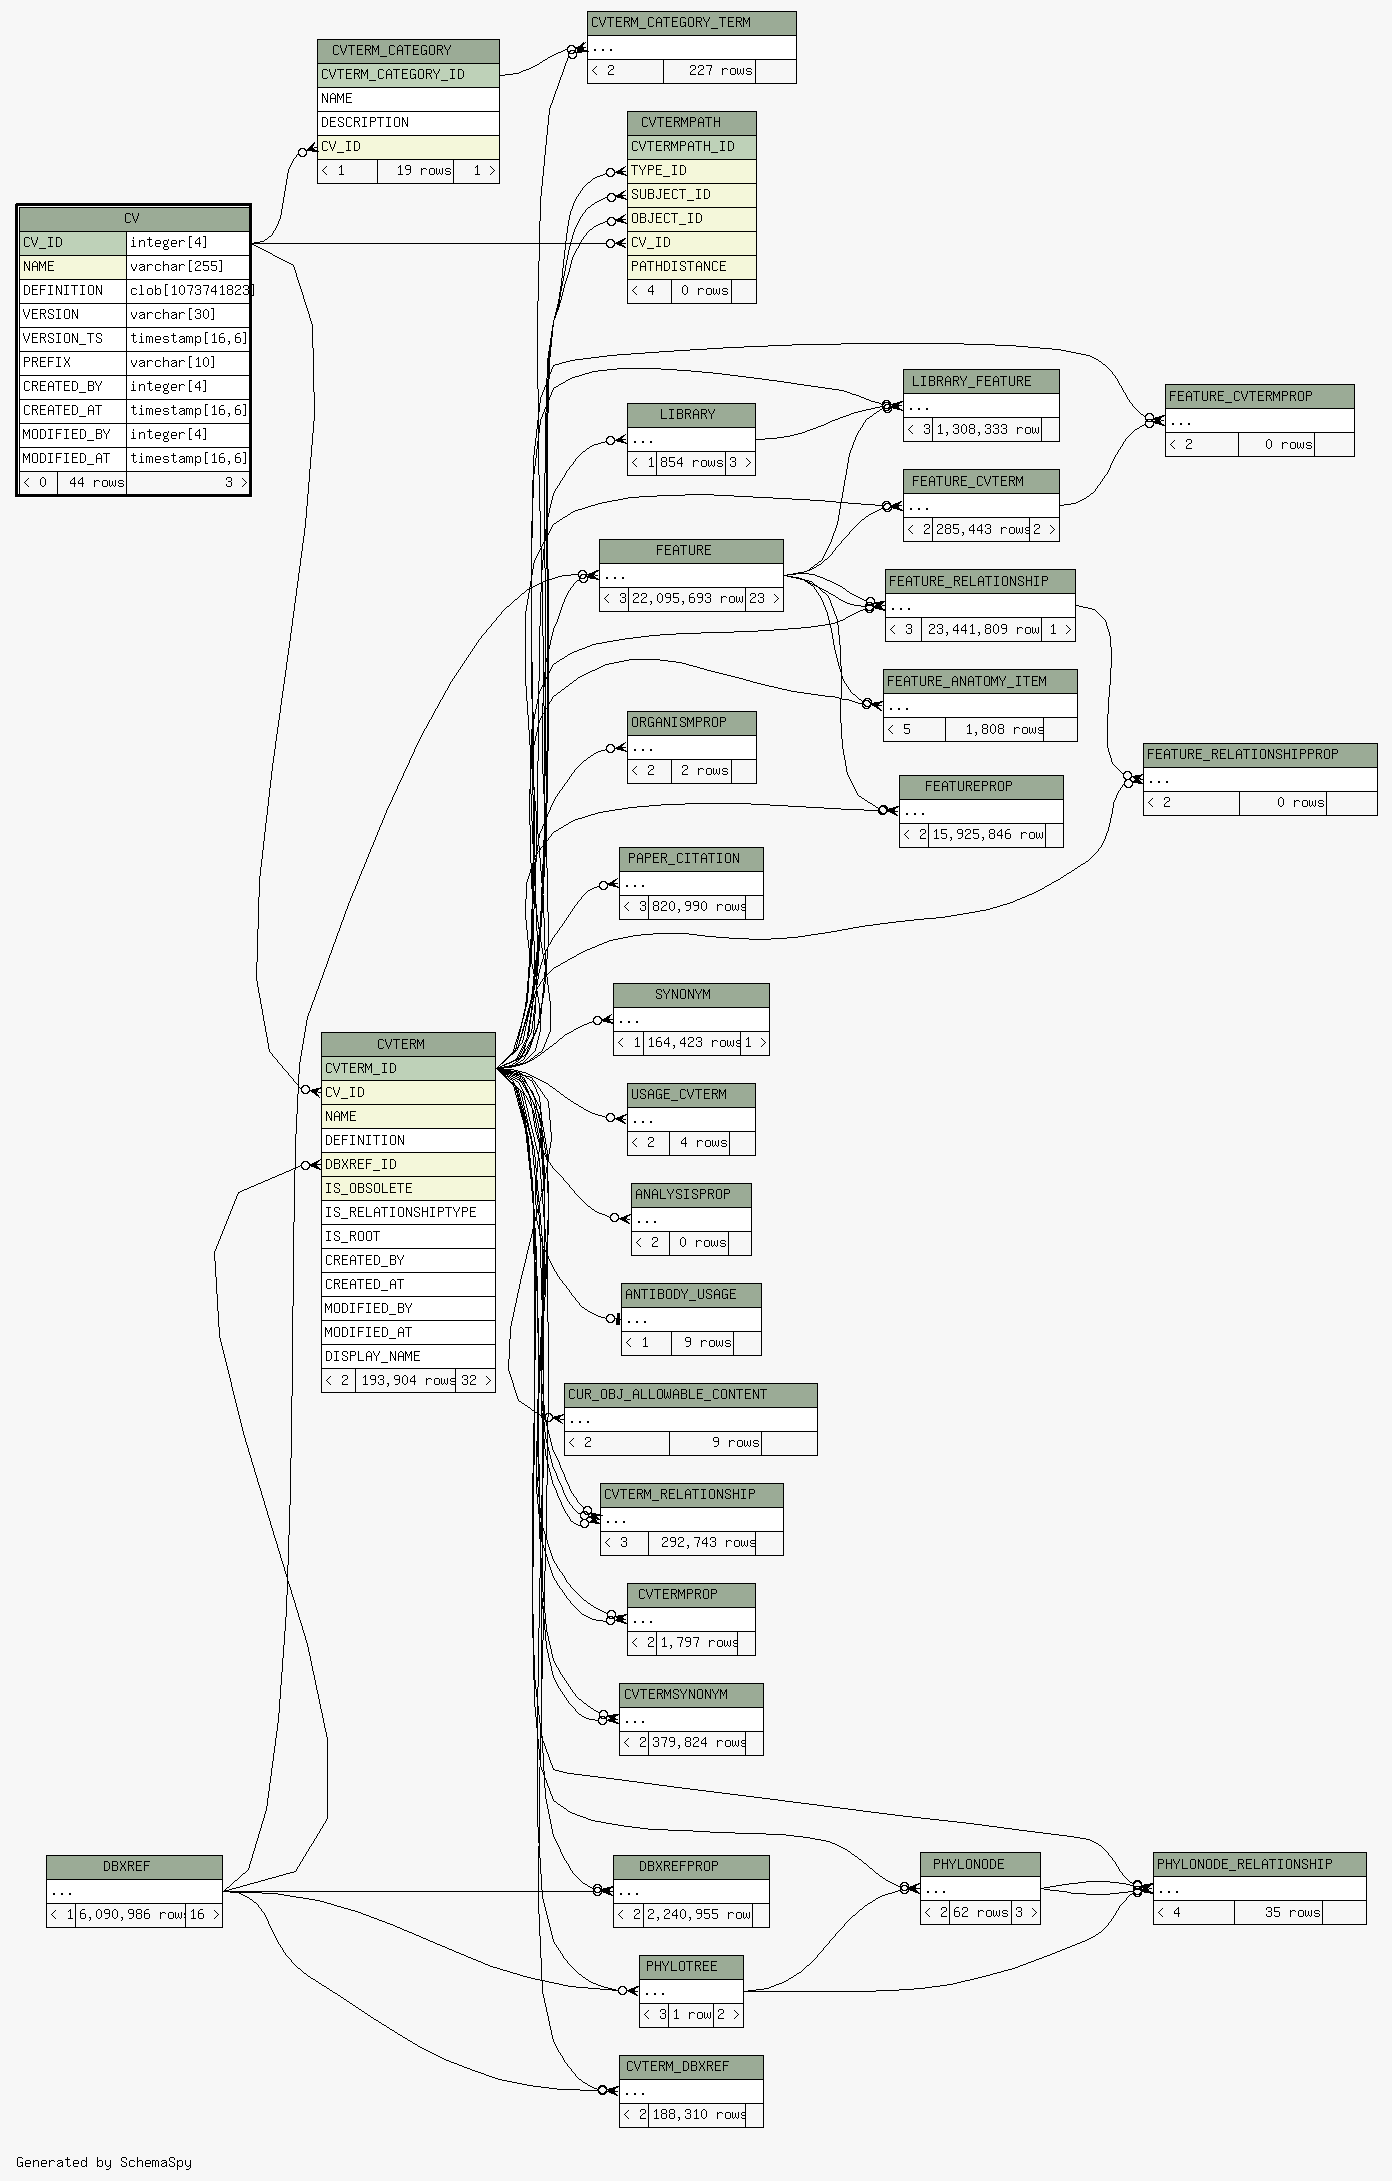 CVTERM_CATEGORY_TERM
...
< 2 227 rows
CVTERM_CATEGORY
CVTERM_CATEGORY_ID
NAME
DESCRIPTION
CV_ID
< 1 19 rows 1 >
CVTERMPATH
CVTERMPATH_ID
TYPE_ID
SUBJECT_ID
OBJECT_ID
CV_ID
PATHDISTANCE
< 4 0 rows
CV
CV_ID integer[4]
NAME varchar[255]
DEFINITION clob[1073741823]
VERSION varchar[30]
VERSION_TS timestamp[16,6]
PREFIX varchar[10]
CREATED_BY integer[4]
CREATED_AT timestamp[16,6]
MODIFIED_BY integer[4]
MODIFIED_AT timestamp[16,6]
< 0 44 rows 3 >
LIBRARY_FEATURE
...
< 3 1,308,333 row
FEATURE_CVTERMPROP
...
< 2 0 rows
LIBRARY
...
< 1 854 rows 3 >
FEATURE_CVTERM
...
< 2 285,443 rows 2 >
FEATURE
...
< 3 22,095,693 row 23 >
FEATURE_RELATIONSHIP
...
< 3 23,441,809 row 1 >
FEATURE_ANATOMY_ITEM
...
< 5 1,808 rows
ORGANISMPROP
...
< 2 2 rows
FEATURE_RELATIONSHIPPROP
...
< 2 0 rows
FEATUREPROP
...
< 2 15,925,846 row
PAPER_CITATION
...
< 3 820,990 rows
SYNONYM
...
< 1 164,423 rows 1 >
CVTERM
CVTERM_ID
CV_ID
NAME
DEFINITION
DBXREF_ID
IS_OBSOLETE
IS_RELATIONSHIPTYPE
IS_ROOT
CREATED_BY
CREATED_AT
MODIFIED_BY
MODIFIED_AT
DISPLAY_NAME
< 2 193,904 rows 32 >
USAGE_CVTERM
...
< 2 4 rows
ANALYSISPROP
...
< 2 0 rows
ANTIBODY_USAGE
...
< 1 9 rows
CUR_OBJ_ALLOWABLE_CONTENT
...
< 2 9 rows
CVTERM_RELATIONSHIP
...
< 3 292,743 rows
CVTERMPROP
...
< 2 1,797 rows
CVTERMSYNONYM
...
< 2 379,824 rows
DBXREF
...
< 1 6,090,986 rows 16 >
DBXREFPROP
...
< 2 2,240,955 row
PHYLONODE
...
< 2 62 rows 3 >
PHYLONODE_RELATIONSHIP
...
< 4 35 rows
PHYLOTREE
...
< 3 1 row 2 >
CVTERM_DBXREF
...
< 2 188,310 rows
Generated by SchemaSpy